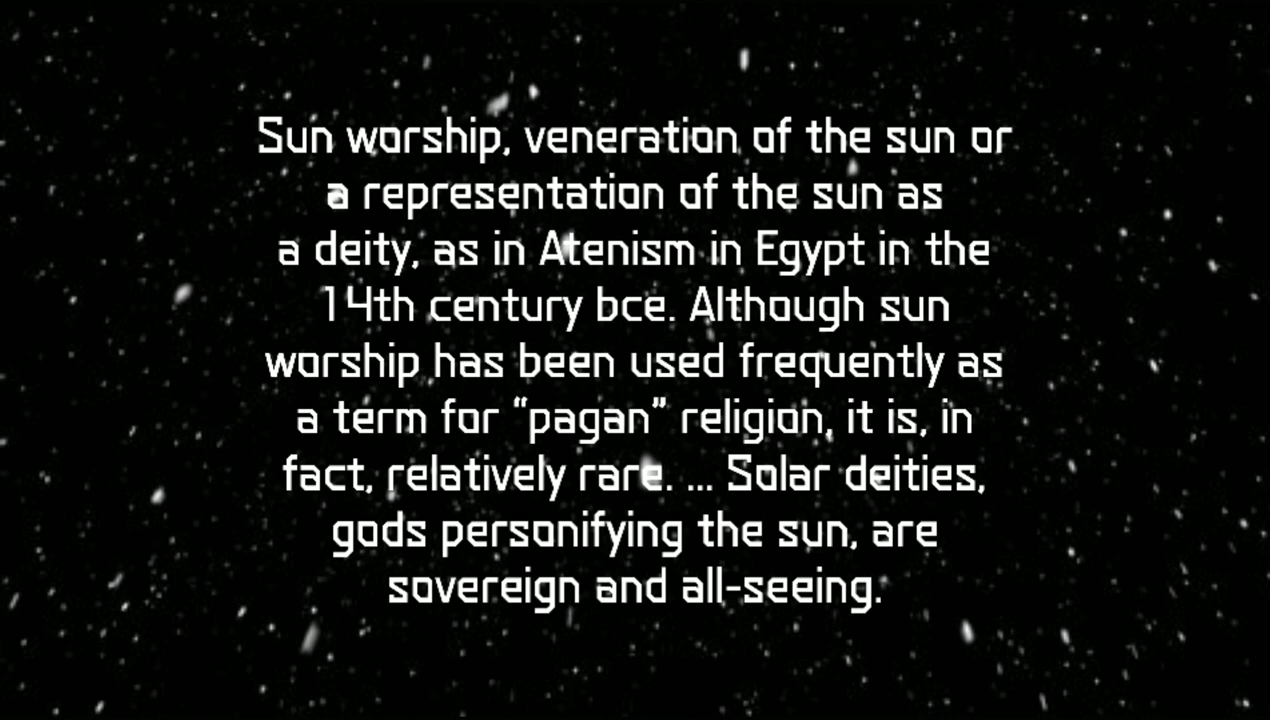 Sun worship, veneration of the sun or
a representation of the sun as
a deity, as in Atenism in Egypt in the
14th century bce. Although sun
worship has been used frequently as
a term for “pagan” religion, it is, in
fact, relatively rare. ... Solar deities,
gods personifying the sun, are
sovereign and all-seeing.